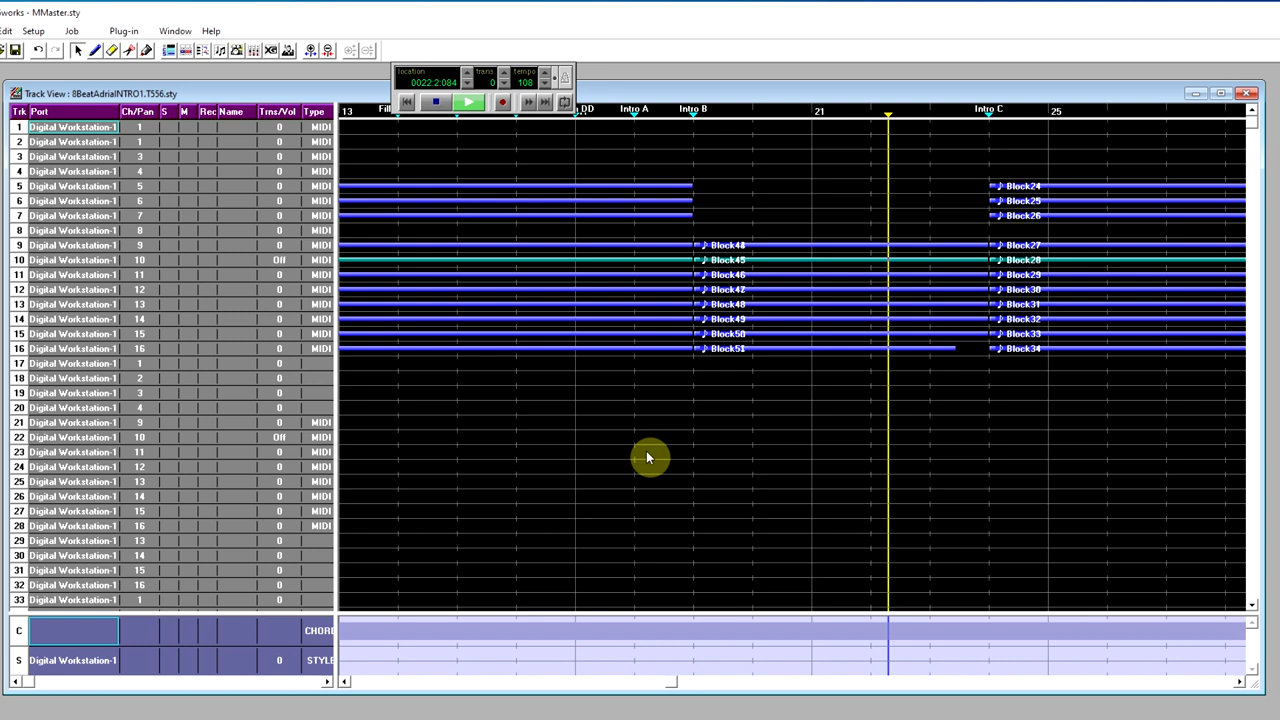 works - MMaster.sty
Edit Setup Job Plug-in Window Help
location trans tempo
0022:2:084 0 108
Track View : 8BeatAdrialNTRO1.T556.sty
Trk Port Ch/Pan S M Rec Name Trns/Vol Type 13 Fil DD Intro A Intro B 21 Intro C 25
1 Digital Workstation-1 1 0 MIDI
2 Digital Workstation-1 1 0 MIDI
3 Digital Workstation-1 3 0 MIDI
4 Digital Workstation-1 4 0 MIDI
5 Digital Workstation-1 5 0 MIDI Block24
6 Digital Workstation-1 6 0 MIDI Block25
7 Digital Workstation-1 7 0 MIDI Block26
8 Digital Workstation-1 8 0 MIDI
9 Digital Workstation-1 9 0 MIDI Block27
10 Digital Workstation-1 10 Off MIDI Block45 Block28
11 Digital Workstation-1 11 0 MIDI Block46 Block29
12 Digital Workstation-1 12 0 MIDI Block47 Block30
13 Digital Workstation-1 13 0 MIDI Block48 Block31
14 Digital Workstation-1 14 0 MIDI Block49 Block32
15 Digital Workstation-1 15 0 MIDI Block50 Block33
16 Digital Workstation-1 16 0 MIDI Block51 Block34
17 Digital Workstation-1 1 0
18 Digital Workstation-1 2 0
19 Digital Workstation-1 3 0
20 Digital Workstation-1 4 0
21 Digital Workstation-1 9 0 MIDI
22 Digital Workstation-1 10 Off MIDI
23 Digital Workstation-1 11 0 MIDI
24 Digital Workstation-1 12 0 MIDI
25 Digital Workstation-1 13 0 MIDI
26 Digital Workstation-1 14 0 MIDI
27 Digital Workstation-1 15 0 MIDI
28 Digital Workstation-1 16 0 MIDI
29 Digital Workstation-1 13 0
30 Digital Workstation-1 14 0
31 Digital Workstation-1 15 0
32 Digital Workstation-1 16 0
33 Digital Workstation-1 1 0
C CHORD
S Digital Workstation-1 0 STYLE